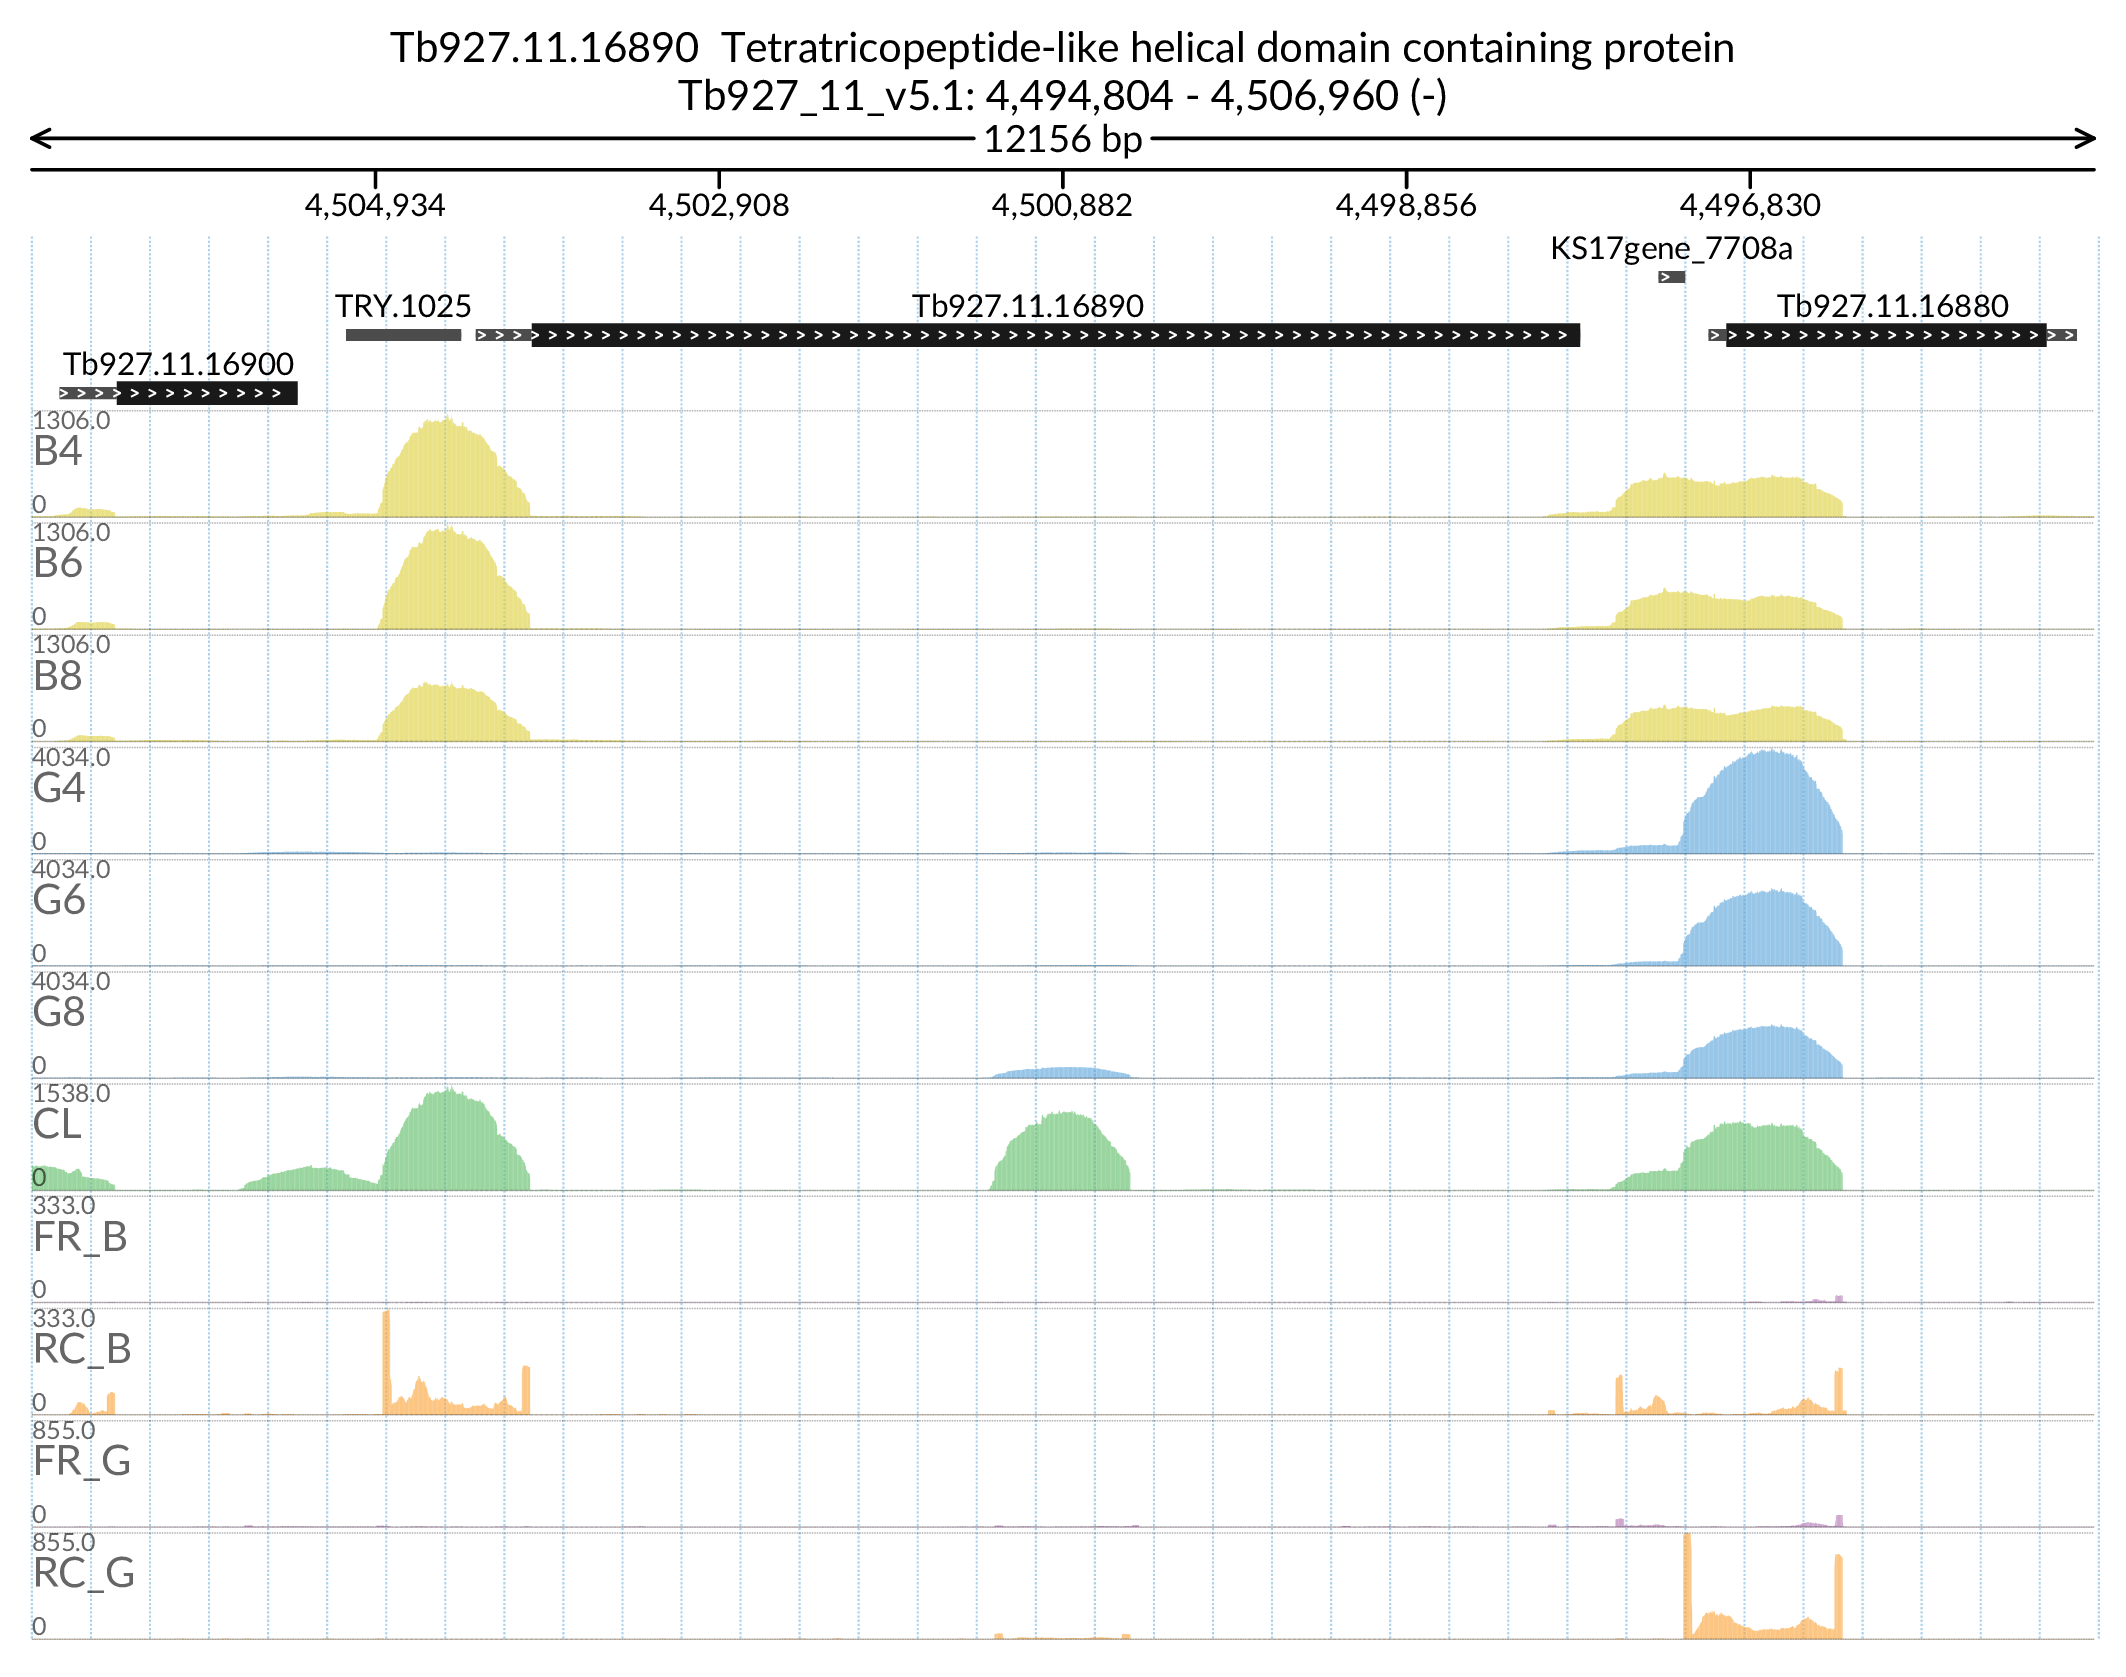 Tb927.11.16890 Tetratricopeptide-like helical domain containing protein
Tb927_11_v5.1: 4,494,804 - 4,506,960 (-)
12156 bp
4,504,934 4,502,908 4,500,882 4,498,856 4,496,830
KS17gene_7708a
TRY.1025 Tb927.11.16890 Tb927.11.16880
Tb927.11.16900
1306.0
B4
0
1306.0
B6
0
1306.0
B8
0
4034.0
G4
0
4034.0
G6
0
4034.0
G8
0
1538.0
CL
0
333.0
FR_B
0
333.0
RC_B
0
855.0
FR_G
0
855.0
RC_G
0